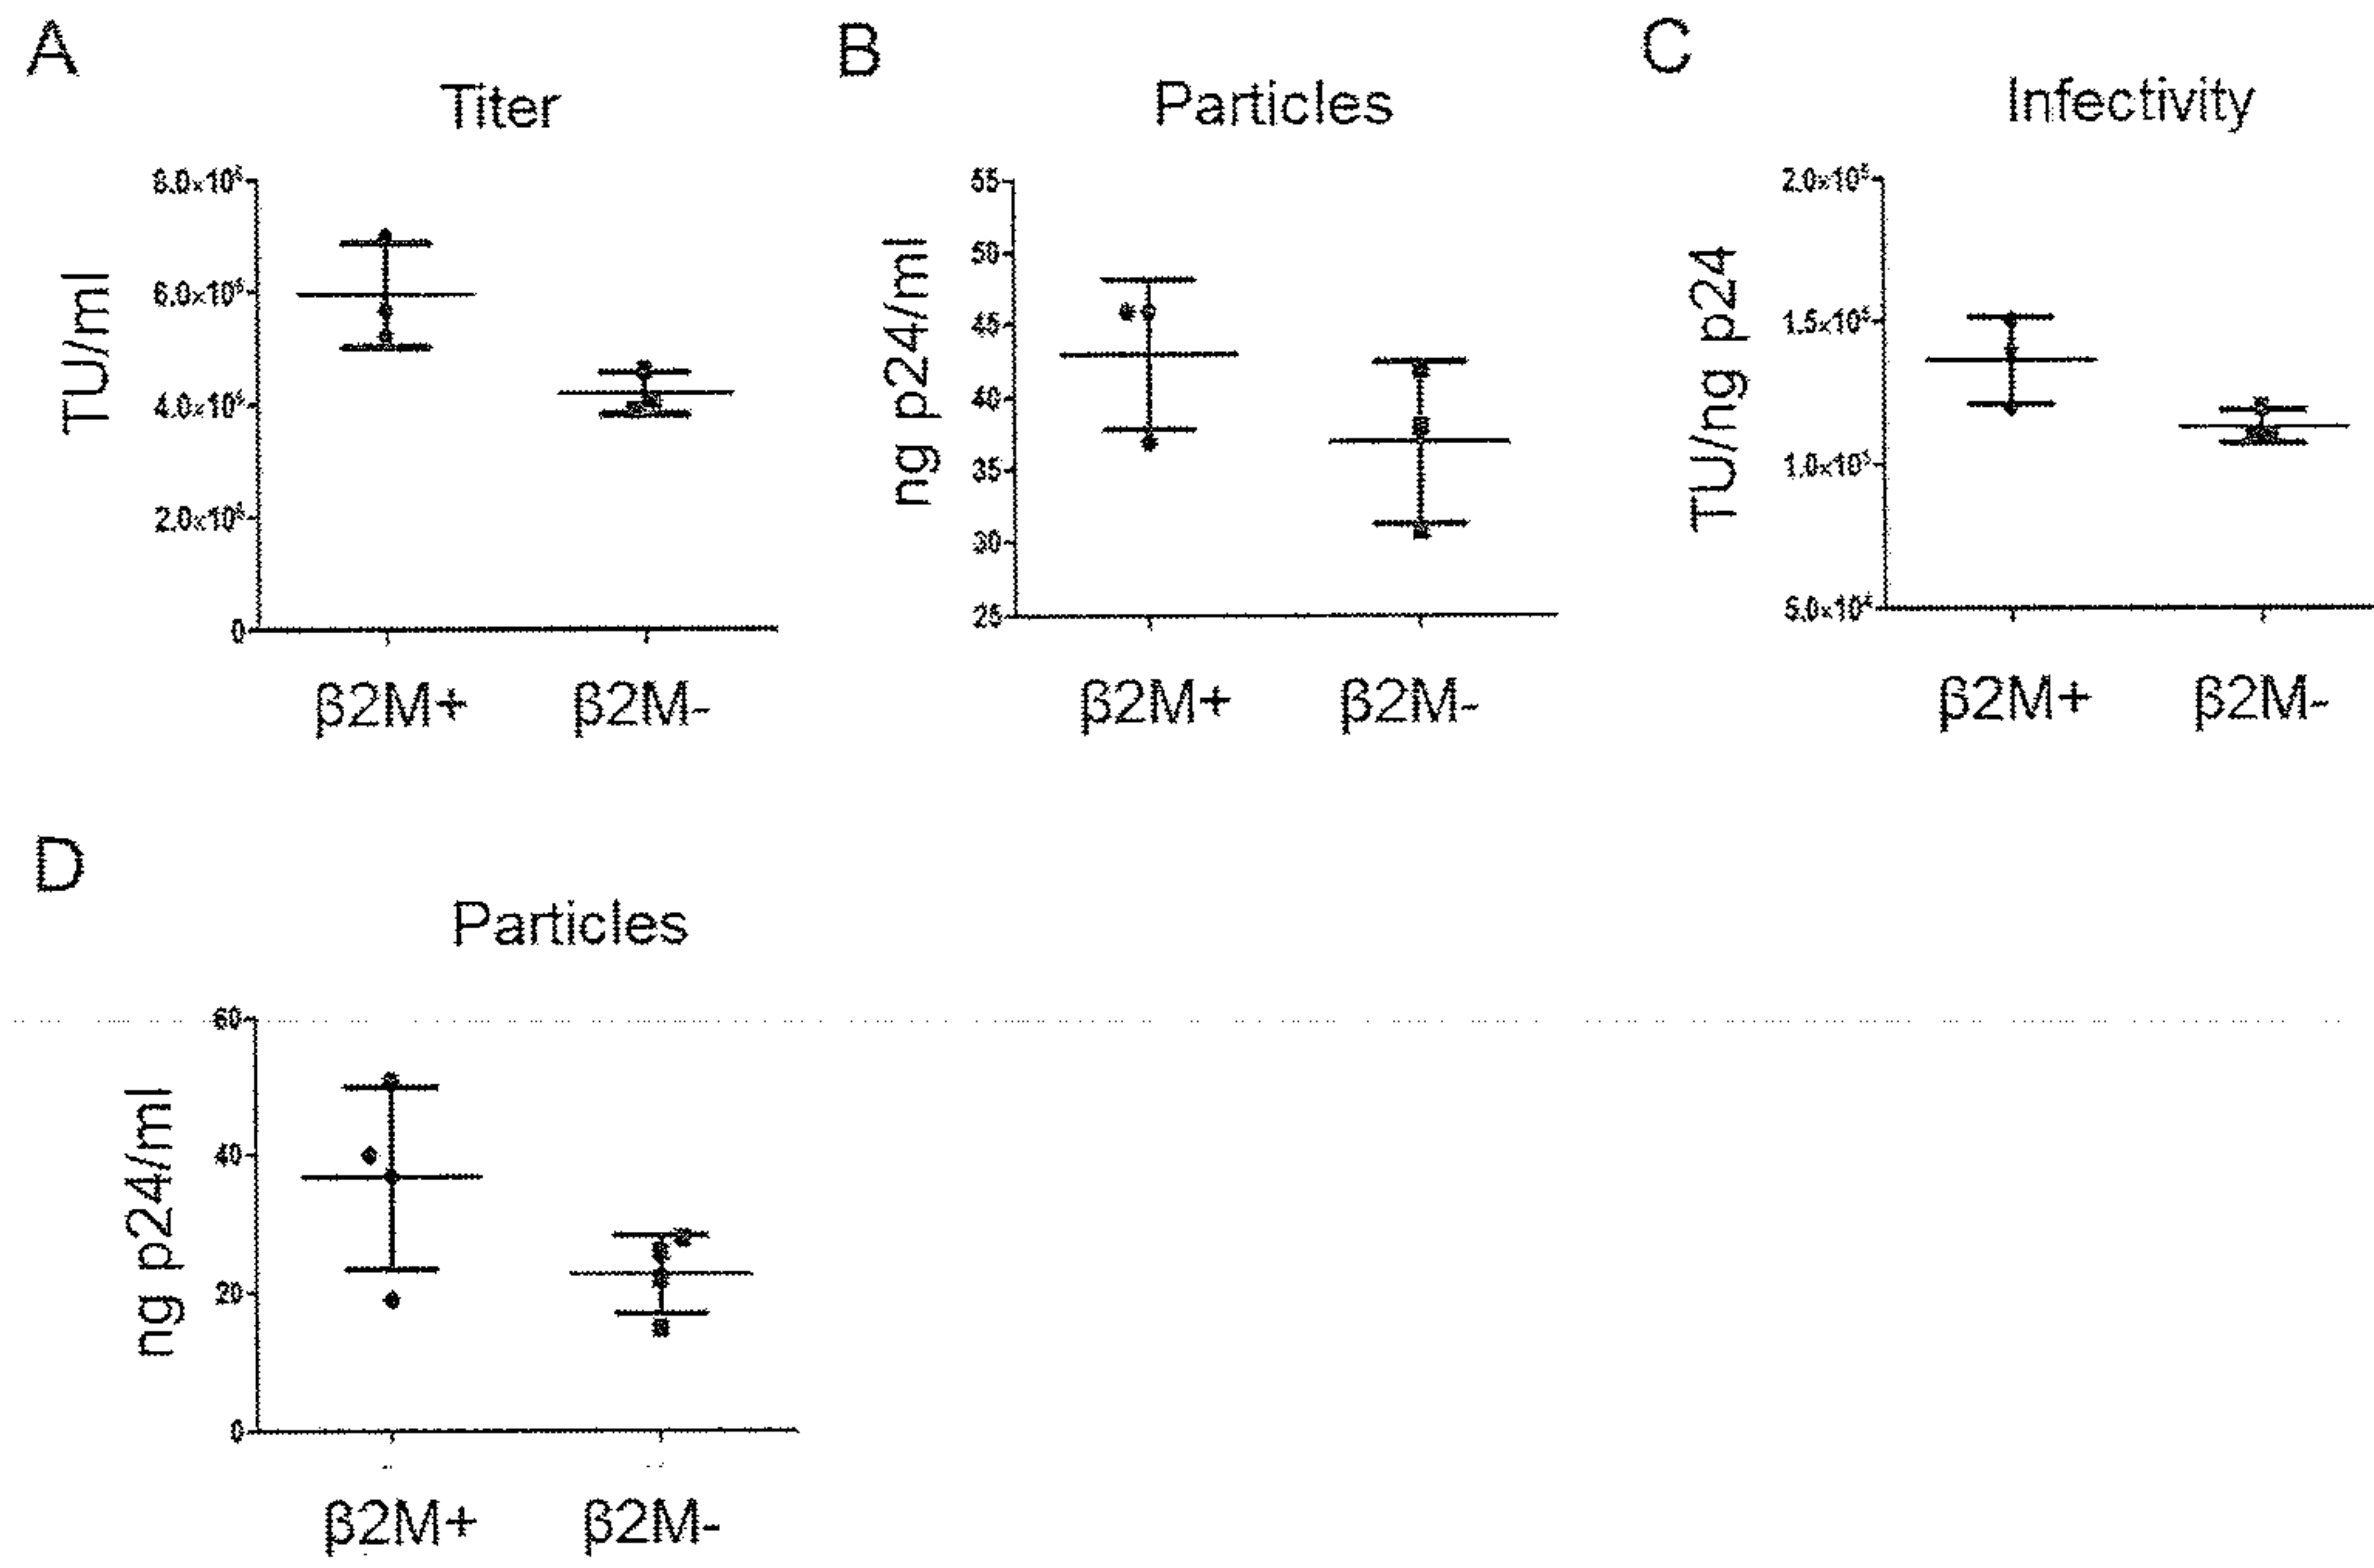 A
Titer
TU/ml
8.0×10⁶
6.0×10⁶
4.0×10⁶
2.0×10⁶
0
β2M+ β2M-
B
Particles
ng p24/ml
55
50
45
40
35
30
25
β2M+ β2M-
C
Infectivity
TU/ng p24
2.0×10⁵
1.5×10⁵
1.0×10⁵
5.0×10⁴
β2M+ β2M-
D
Particles
ng p24/ml
60
40
20
0
β2M+ β2M-